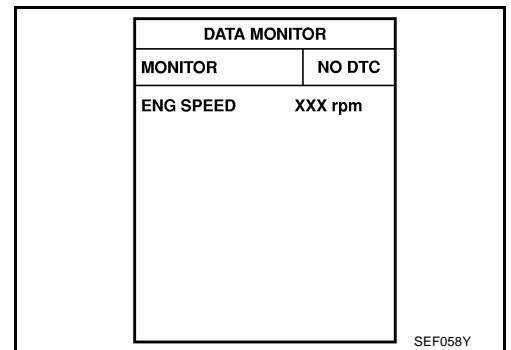 DATA MONITOR
MONITOR NO DTC
ENG SPEED XXX rpm
SEF058Y